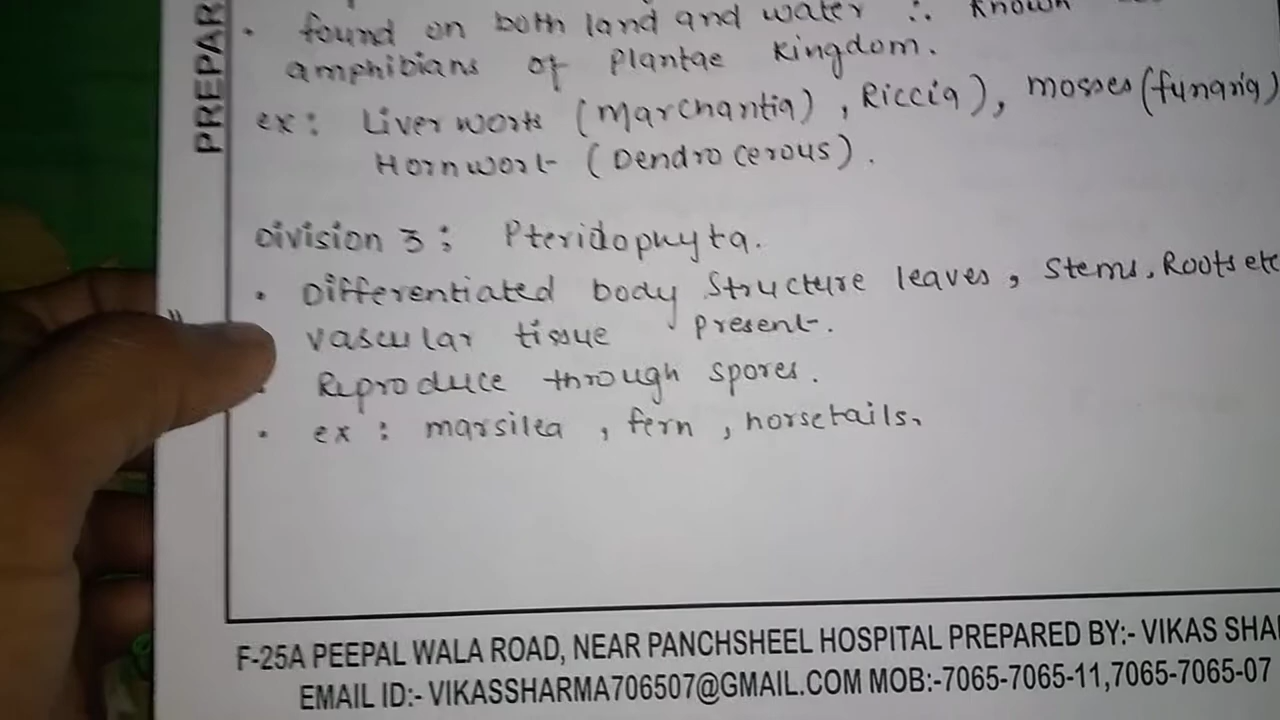 PREPAR
• found on both land and water ∴ known
amphibians of Plantae Kingdom.
ex: Liver worts (Marchantia), Riccia), mosses (funaria)
Hornwort (Dendrocerous).
Division 3: Pteridophyta.
• Differentiated body structure leaves, stems, Roots etc
vascular tissue present.
Reproduce through spores.
• ex: marsilea, fern, horsetails,
F-25A PEEPAL WALA ROAD, NEAR PANCHSHEEL HOSPITAL PREPARED BY:- VIKAS SHA
EMAIL ID:- VIKASSHARMA706507@GMAIL.COM MOB:-7065-7065-11,7065-7065-07